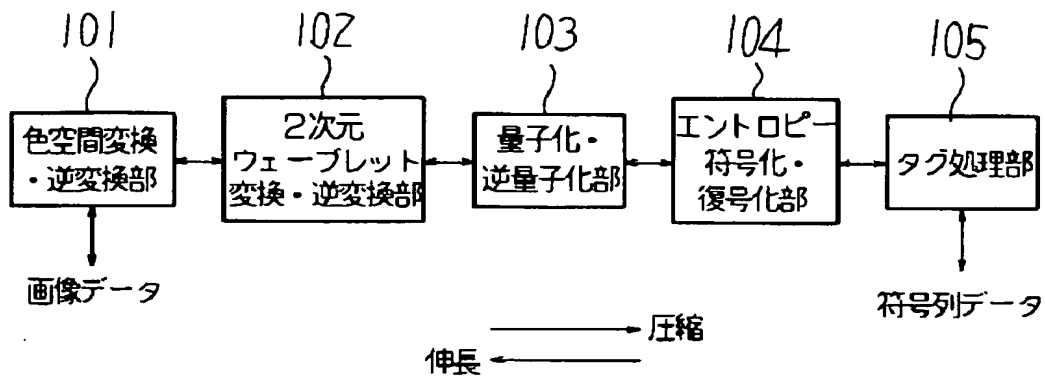 101
102
103
104
105
色空間変換
・逆変換部
2次元
ウェーブレット
変換・逆変換部
量子化・
逆量子化部
エントロピー
符号化・
復号化部
タグ処理部
画像データ
符号列データ
圧縮
伸長